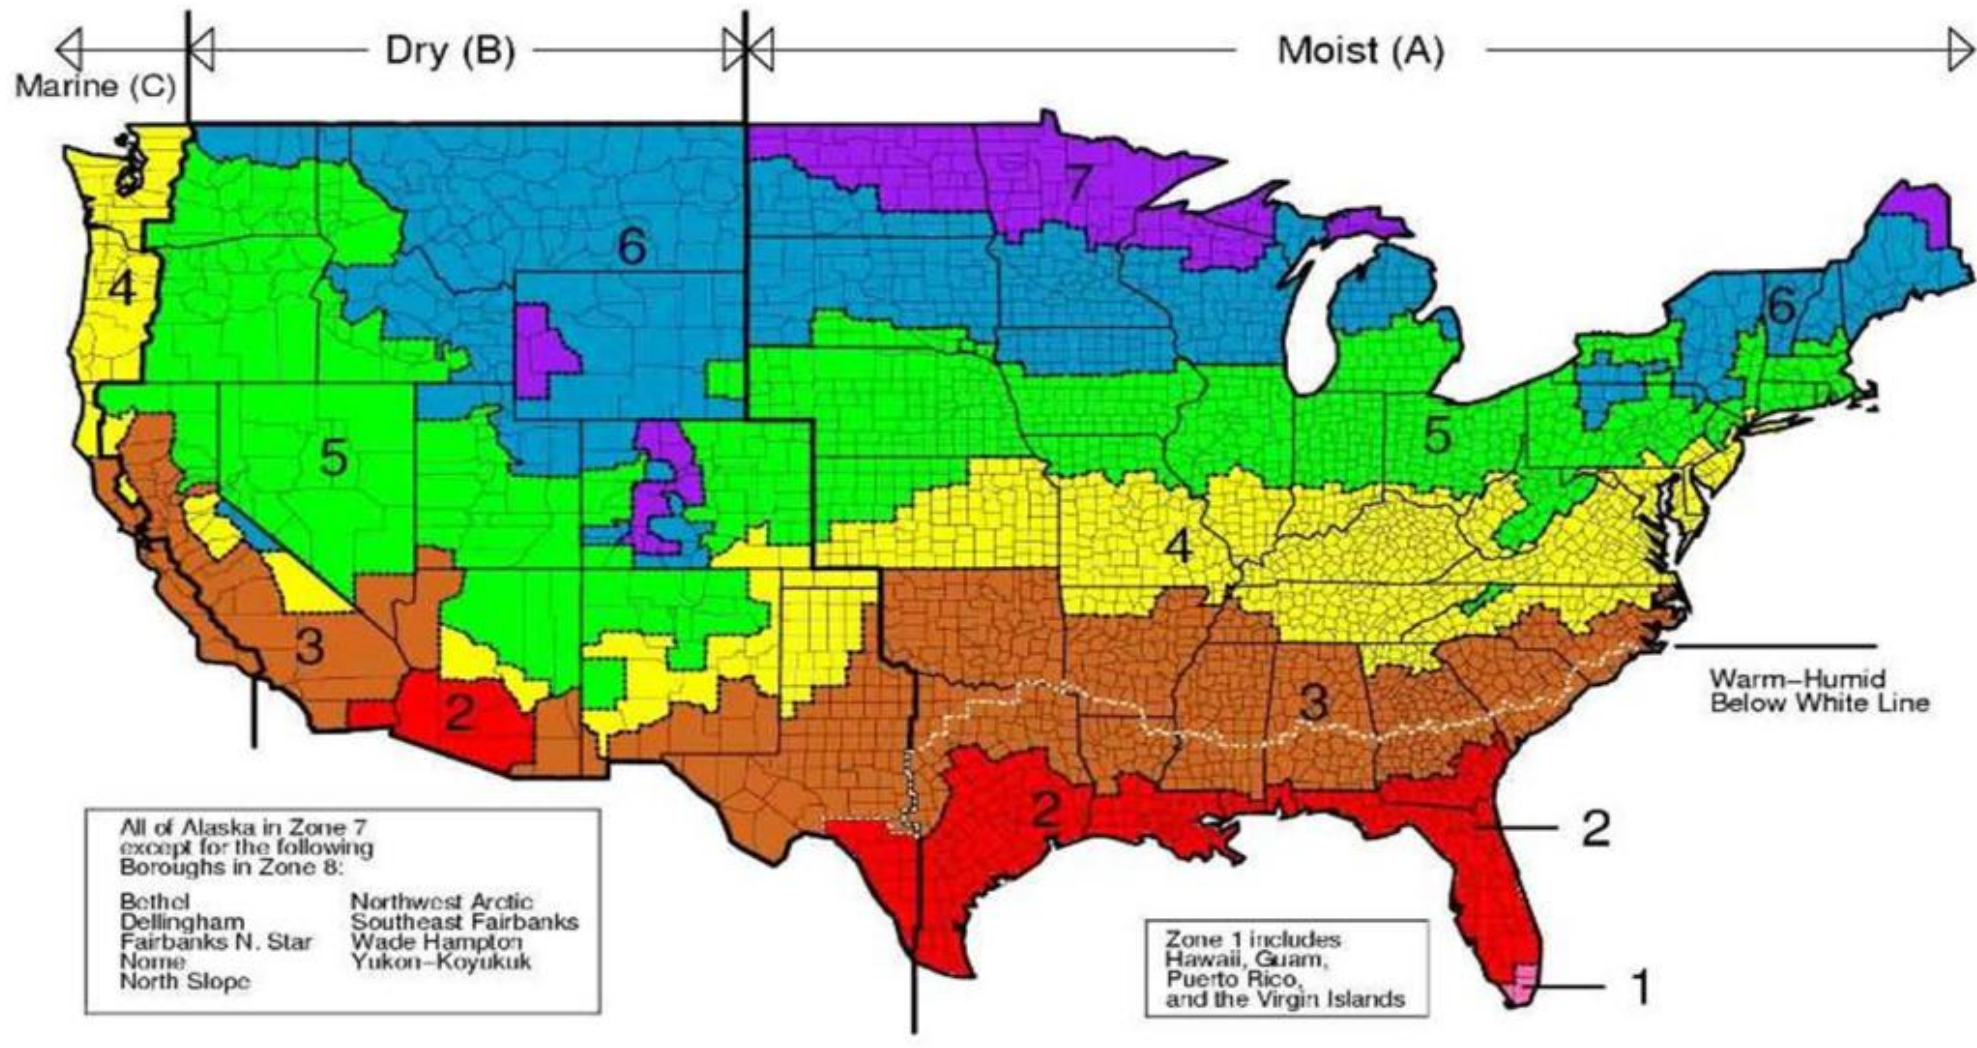 Marine (C)
Dry (B)
Moist (A)
7
6
4
6
5
5
4
3
2
3
2
Warm–Humid
Below White Line
2
1
All of Alaska in Zone 7
except for the following
Boroughs in Zone 8:
Bethel
Dellingham
Fairbanks N. Star
Nome
North Slope
Northwest Arctic
Southeast Fairbanks
Wade Hampton
Yukon–Koyukuk
Zone 1 includes
Hawaii, Guam,
Puerto Rico,
and the Virgin Islands